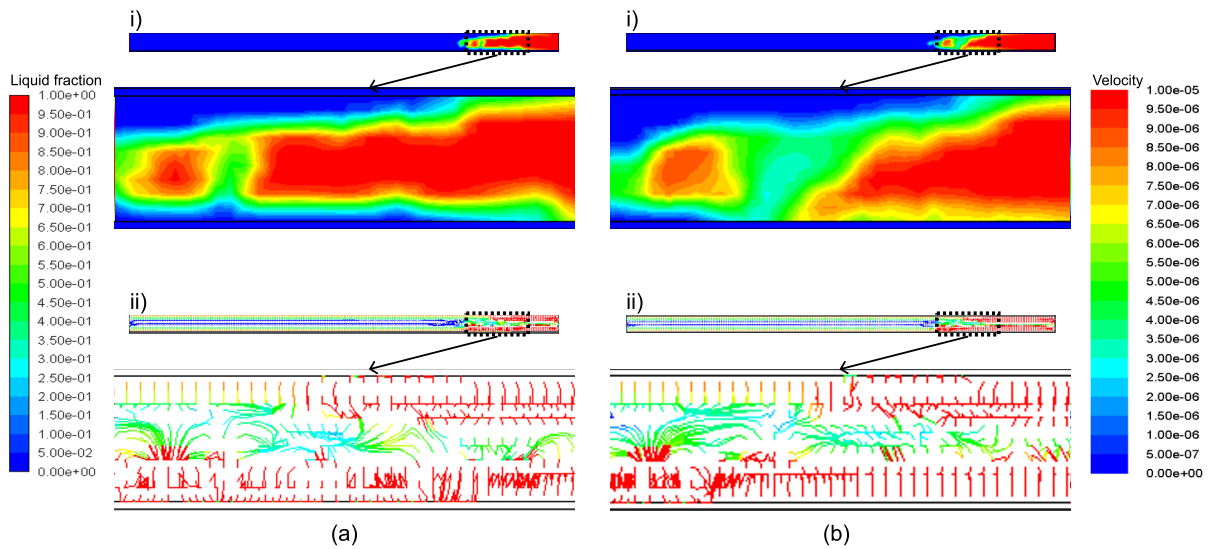 i)
i)
Liquid fraction
1.00e+00
9.50e-01
9.00e-01
8.50e-01
8.00e-01
7.50e-01
7.00e-01
6.50e-01
6.00e-01
5.50e-01
5.00e-01
4.50e-01
4.00e-01
3.50e-01
3.00e-01
2.50e-01
2.00e-01
1.50e-01
1.00e-01
5.00e-02
0.00e+00
Velocity
1.00e-05
9.50e-06
9.00e-06
8.50e-06
8.00e-06
7.50e-06
7.00e-06
6.50e-06
6.00e-06
5.50e-06
5.00e-06
4.50e-06
4.00e-06
3.50e-06
3.00e-06
2.50e-06
2.00e-06
1.50e-06
1.00e-06
5.00e-07
0.00e+00
ii)
ii)
(a)
(b)